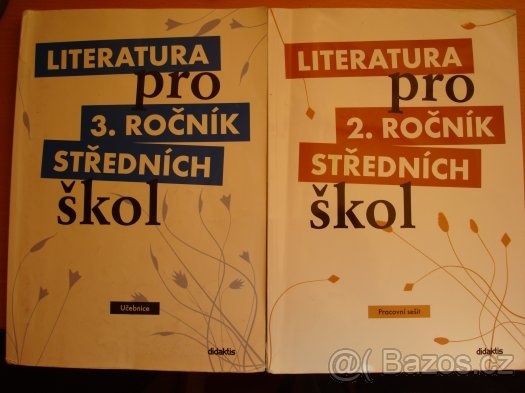 LITERATURA
pro
3. ROČNÍK
STŘEDNÍCH
škol
Učebnice
didaktis
LITERATURA
pro
2. ROČNÍK
STŘEDNÍCH
škol
Pracovní sešit
didaktis
@( Bazos.cz